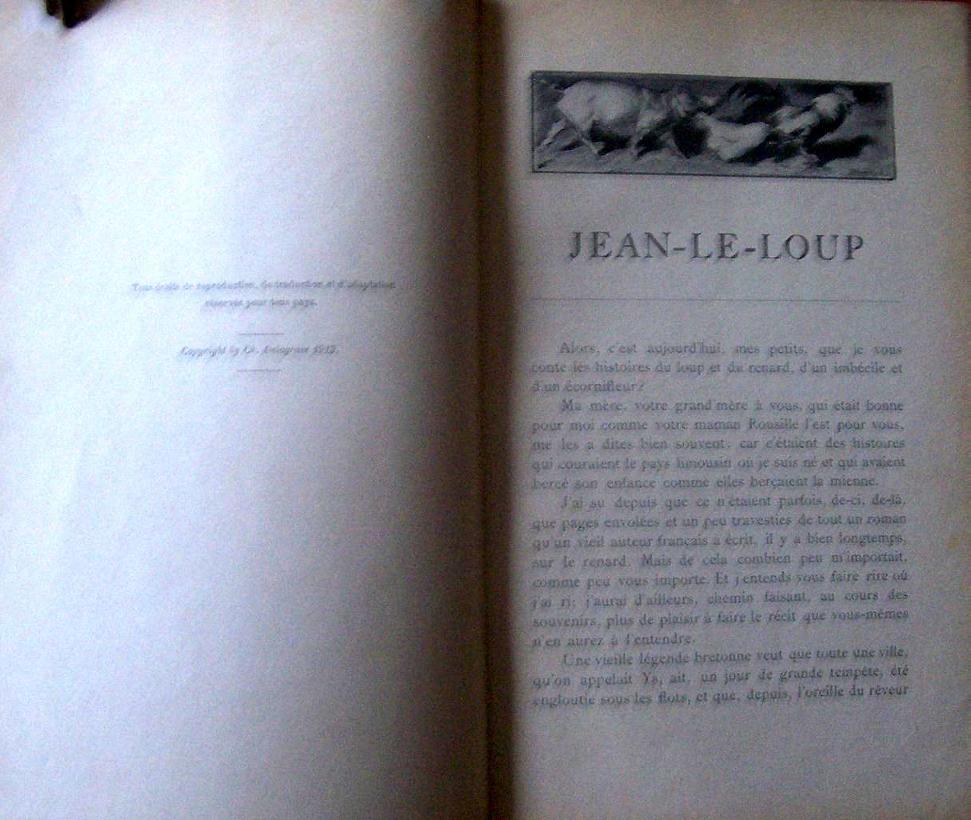 Tous droits de reproduction, de traduction et d'adaptation
réservés pour tous pays.
Copyright by Ch.
JEAN-LE-LOUP
Alors, c'est aujourd'hui, mes petits, que je vous
conte les histoires du loup et du renard, d'un imbécile et
d'un écornifleur?
Ma mère, votre grand'mère à vous, qui était bonne
pour moi comme votre maman Rousille l'est pour vous,
me les a dites bien souvent; car c'étaient des histoires
qui couraient le pays limousin où je suis né et qui avaient
bercé son enfance comme elles berçaient la mienne.
J'ai su depuis que ce n'étaient parfois, de-ci, de-là,
que pages envolées et un peu travesties de tout un roman
qu'un vieil auteur français a écrit, il y a bien longtemps,
sur le renard. Mais de cela combien peu m'importait,
comme peu vous importe. Et j'entends vous faire rire où
j'ai ri; j'aurai d'ailleurs, chemin faisant, au cours des
souvenirs, plus de plaisir à faire le récit que vous-mêmes
n'en aurez à l'entendre.
Une vieille légende bretonne veut que toute une ville,
qu'on appelait Ys, ait, un jour de grande tempête, été
engloutie sous les flots, et que, depuis, l'oreille du rêveur